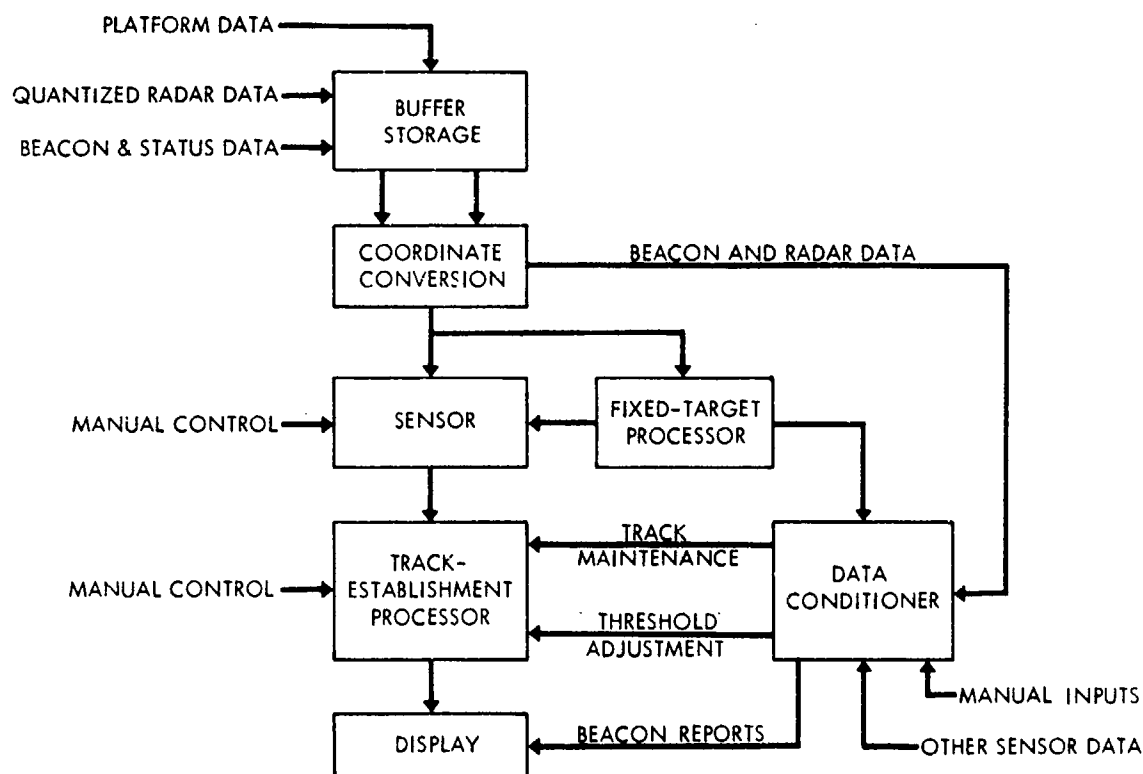 PLATFORM DATA
QUANTIZED RADAR DATA
BEACON & STATUS DATA
BUFFER
STORAGE
COORDINATE
CONVERSION
BEACON AND RADAR DATA
MANUAL CONTROL
SENSOR
FIXED-TARGET
PROCESSOR
MANUAL CONTROL
TRACK-
ESTABLISHMENT
PROCESSOR
TRACK
MAINTENANCE
THRESHOLD
ADJUSTMENT
DATA
CONDITIONER
MANUAL INPUTS
OTHER SENSOR DATA
BEACON REPORTS
DISPLAY